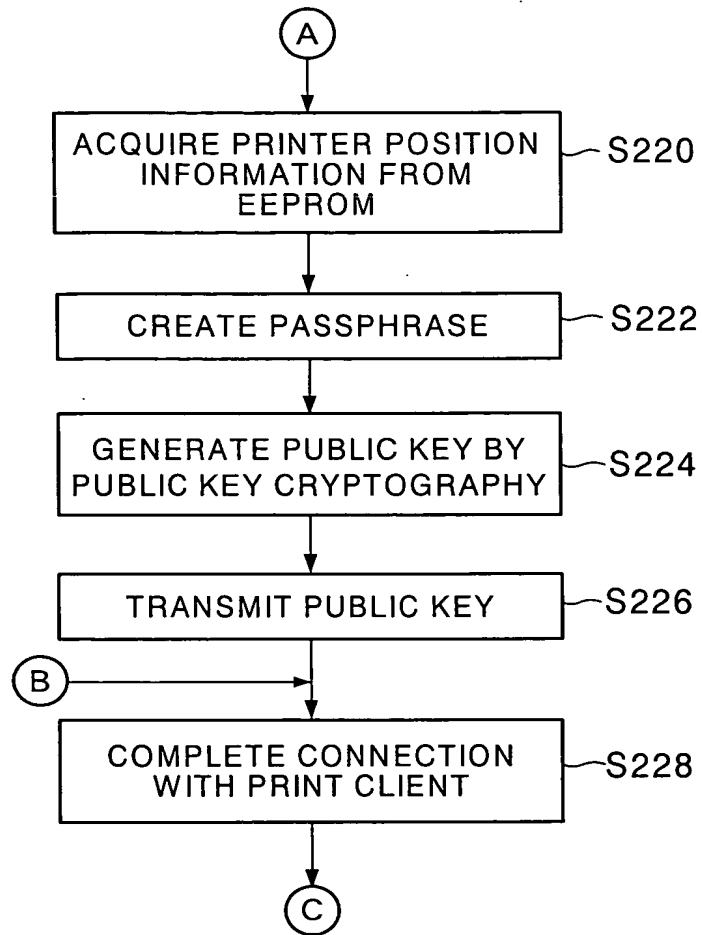 A
ACQUIRE PRINTER POSITION
INFORMATION FROM
EEPROM
S220
CREATE PASSPHRASE
S222
GENERATE PUBLIC KEY BY
PUBLIC KEY CRYPTOGRAPHY
S224
TRANSMIT PUBLIC KEY
S226
B
COMPLETE CONNECTION
WITH PRINT CLIENT
S228
C